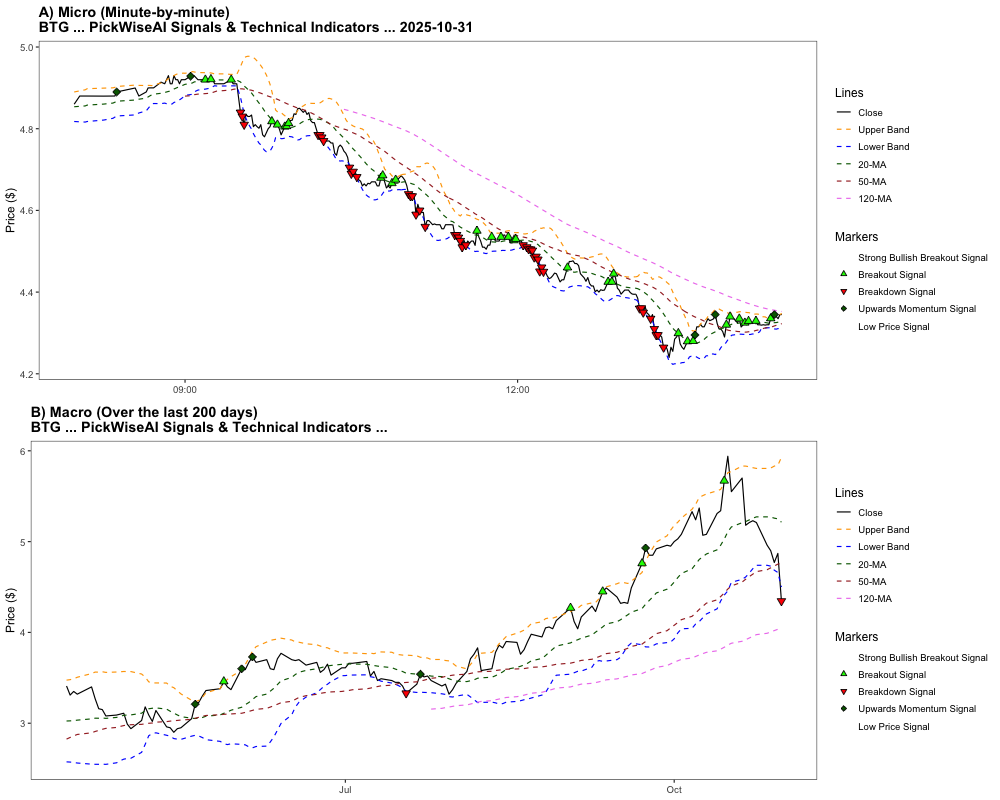 A) Micro (Minute-by-minute)
BTG ... PickWiseAI Signals & Technical Indicators ... 2025-10-31
Price ($)
5.0
4.8
4.6
4.4
4.2
09:00
12:00
Lines
Close
Upper Band
Lower Band
20-MA
50-MA
120-MA
Markers
Strong Bullish Breakout Signal
Breakout Signal
Breakdown Signal
Upwards Momentum Signal
Low Price Signal
B) Macro (Over the last 200 days)
BTG ... PickWiseAI Signals & Technical Indicators ...
Price ($)
6
5
4
3
Jul
Oct
Lines
Close
Upper Band
Lower Band
20-MA
50-MA
120-MA
Markers
Strong Bullish Breakout Signal
Breakout Signal
Breakdown Signal
Upwards Momentum Signal
Low Price Signal